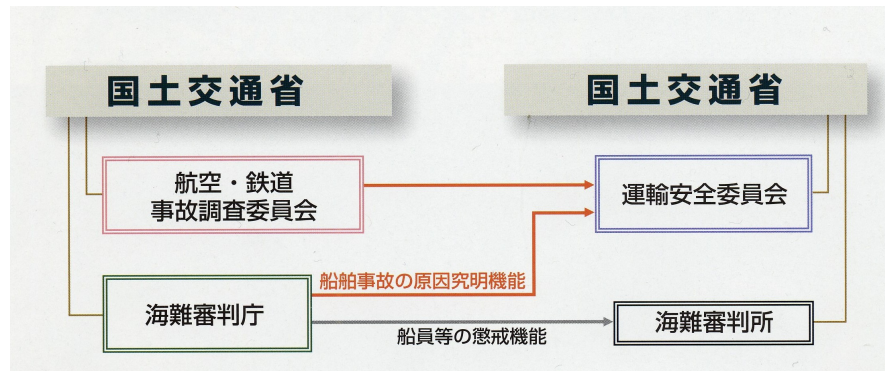 国土交通省
国土交通省
航空・鉄道
事故調査委員会
運輸安全委員会
船舶事故の原因究明機能
海難審判庁
海難審判所
船員等の懲戒機能